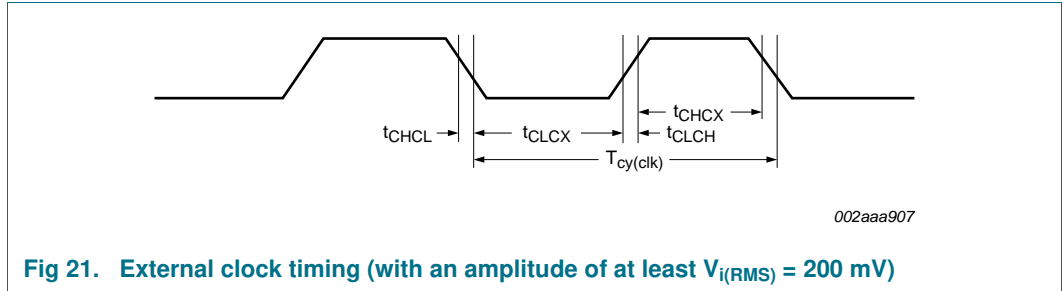 tCHCX
tCHCL tCLCX tCLCH
Tcy(clk)
002aaa907
Fig 21. External clock timing (with an amplitude of at least Vi(RMS) = 200 mV)